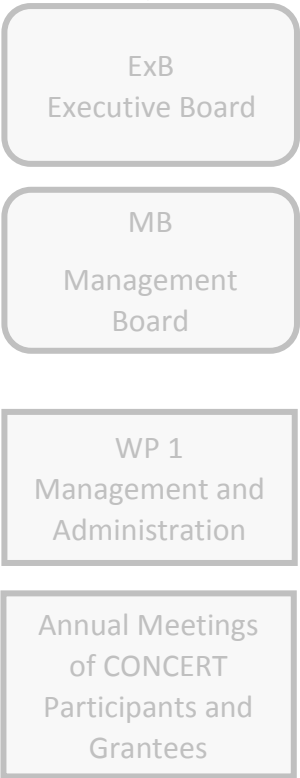 ExB
Executive Board
MB
Management
Board
WP 1
Management and
Administration
Annual Meetings
of CONCERT
Participants and
Grantees